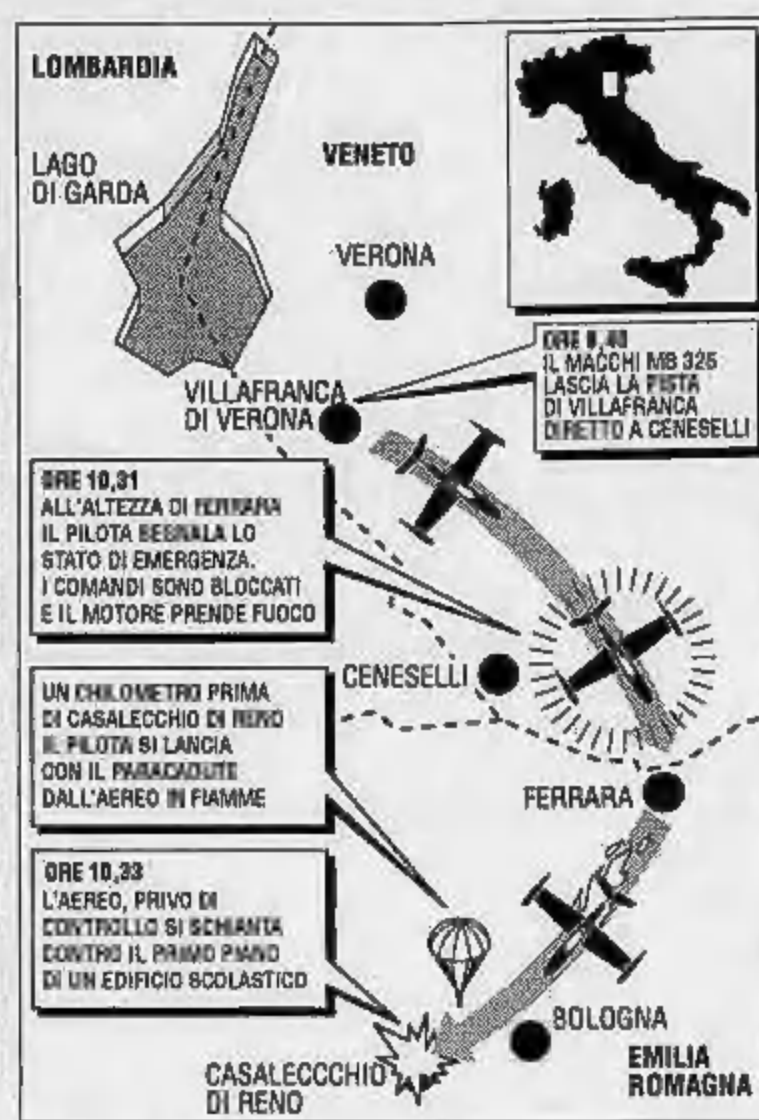 LOMBARDIA
LAGO
DI GARDA
VENETO
VERONA
VILLAFRANCA
DI VERONA
ORE
IL MACCHI MB 326
LASCIA LA PISTA
DI VILLAFRANCA
DIRETTO A CENESELLI
ORE 10,31
ALL'ALTEZZA DI FERRARA
IL PILOTA SEGNALA LO
STATO DI EMERGENZA.
I COMANDI SONO BLOCCATI
E IL MOTORE PRENDE FUOCO
CENESELLI
UN CHILOMETRO PRIMA
DI CASALECCHIO DI RENO
IL PILOTA SI LANCIA
CON IL PARACADUTE
DALL'AEREO IN FIAMME
FERRARA
ORE 10,33
L'AEREO, PRIVO DI
CONTROLLO SI SCHIANTA
CONTRO IL PRIMO PIANO
DI UN EDIFICIO SCOLASTICO
BOLOGNA
EMILIA
ROMAGNA
CASALECCCHIO
DI RENO